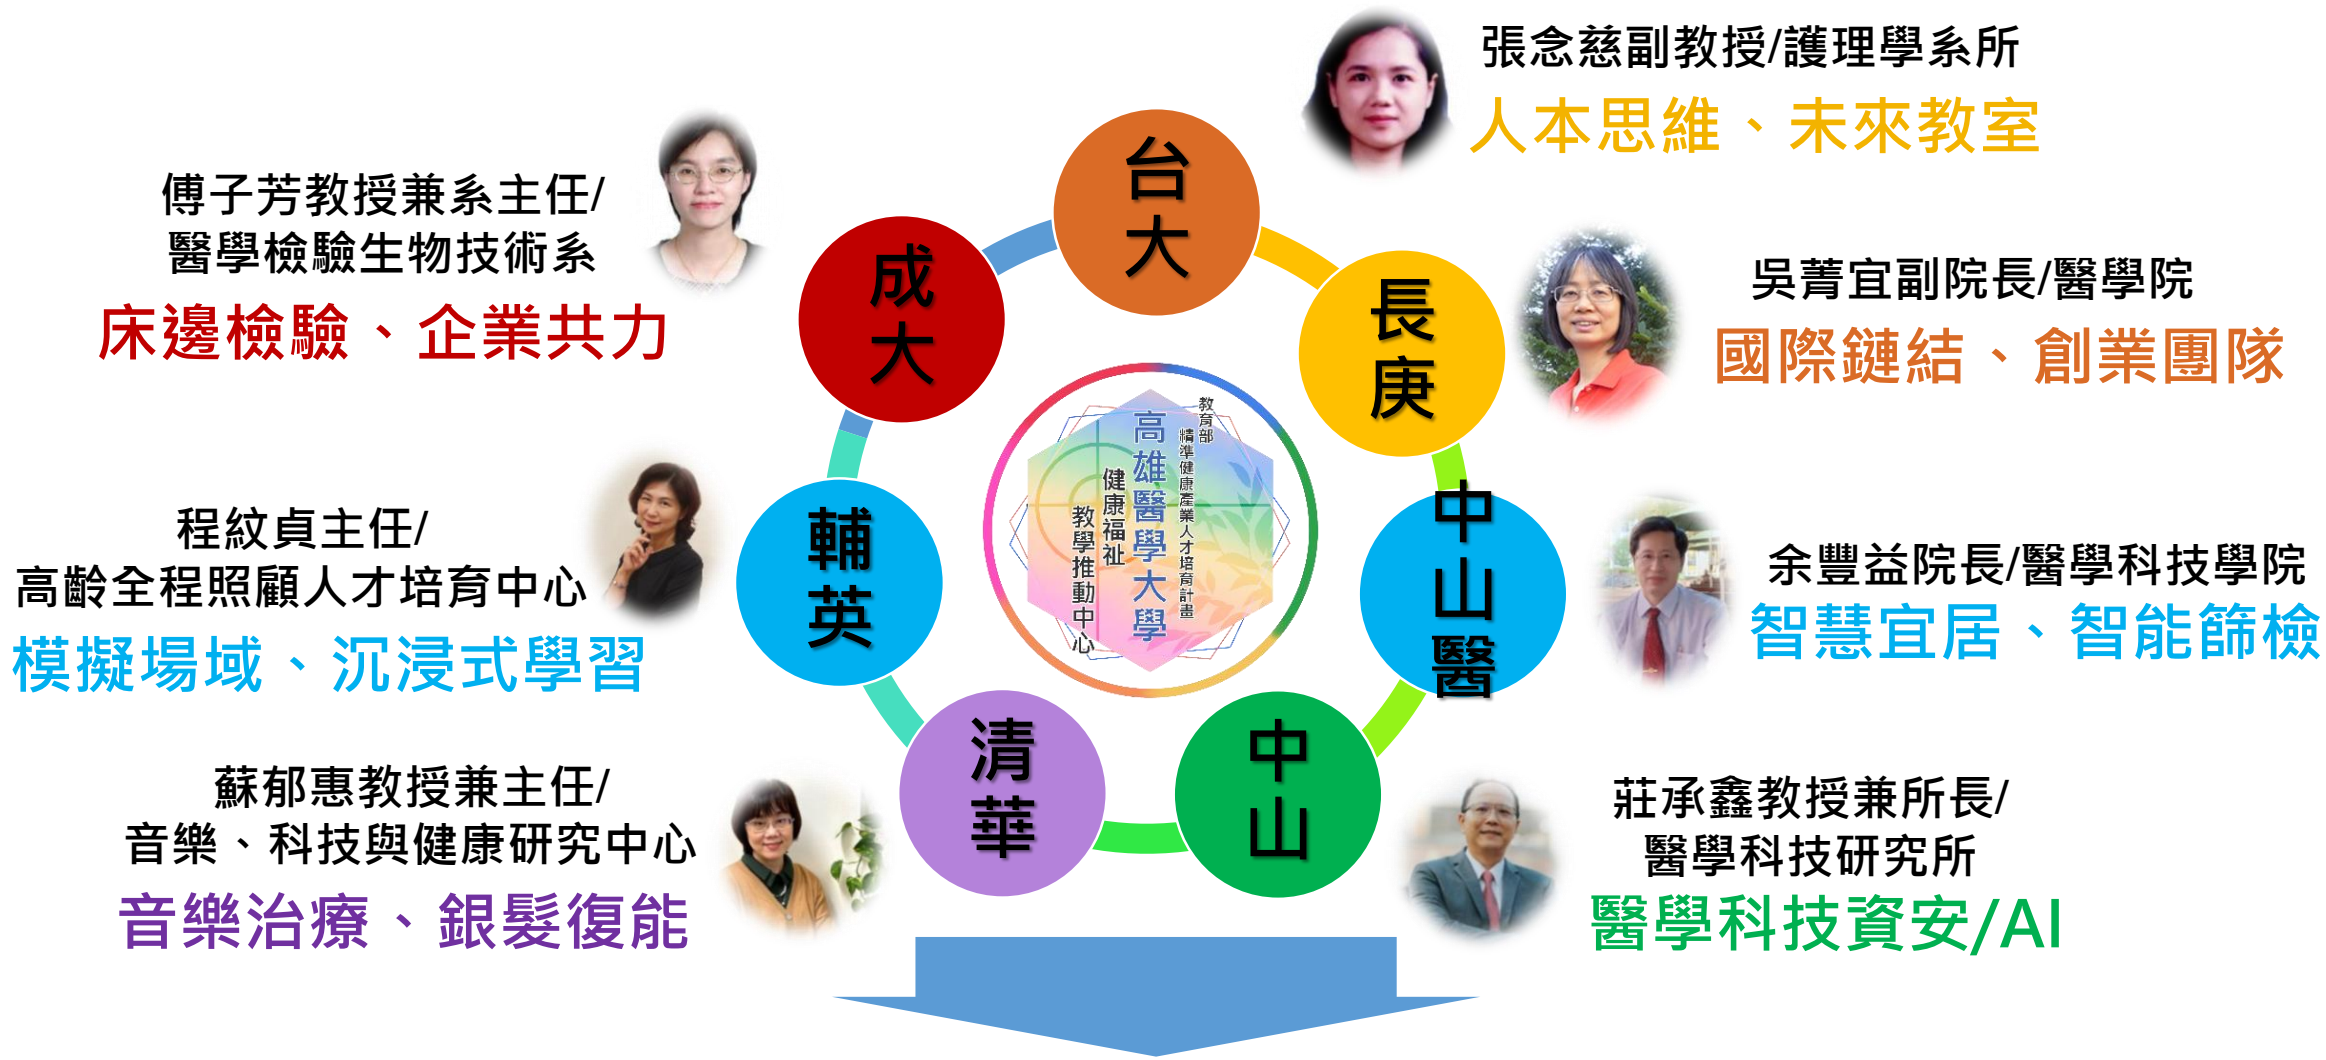 張念慈副教授/護理學系所
人本思維、未來教室
台大
傅子芳教授兼系主任/
醫學檢驗生物技術系
床邊檢驗、企業共力
成大
長庚
吳菁宜副院長/醫學院
國際鏈結、創業團隊
教育部
精準健康產業人才培育計畫
高雄醫學大學
健康福祉
教學推動中心
程紋貞主任/
高齡全程照顧人才培育中心
模擬場域、沉浸式學習
輔英
中山醫
余豐益院長/醫學科技學院
智慧宜居、智能篩檢
蘇郁惠教授兼主任/
音樂、科技與健康研究中心
音樂治療、銀髮復能
清華
中山
莊承鑫教授兼所長/
醫學科技研究所
醫學科技資安/AI